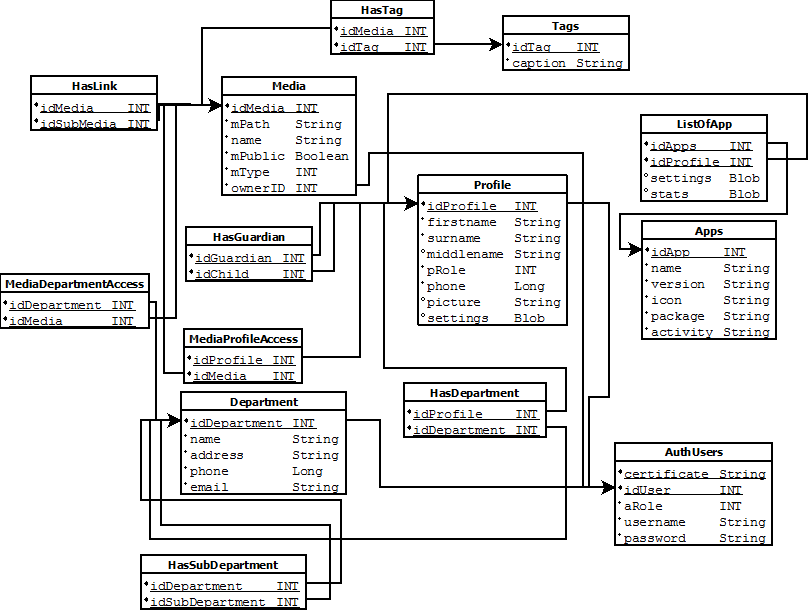 HasTag
idMedia INT
idTag INT
Tags
idTag INT
caption String
HasLink
idMedia INT
idSubMedia INT
Media
idMedia INT
mPath String
name String
mPublic Boolean
mType INT
ownerID INT
ListOfApp
idApps INT
idProfile INT
settings Blob
stats Blob
Profile
idProfile INT
firstname String
surname String
middlename String
pRole INT
phone Long
picture String
settings Blob
Apps
idApp INT
name String
version String
icon String
package String
activity String
HasGuardian
idGuardian INT
idChild INT
MediaDepartmentAccess
idDepartment INT
idMedia INT
MediaProfileAccess
idProfile INT
idMedia INT
Department
idDepartment INT
name String
address String
phone Long
email String
HasDepartment
idProfile INT
idDepartment INT
AuthUsers
certificate String
idUser INT
aRole INT
username String
password String
HasSubDepartment
idDepartment INT
idSubDepartment INT